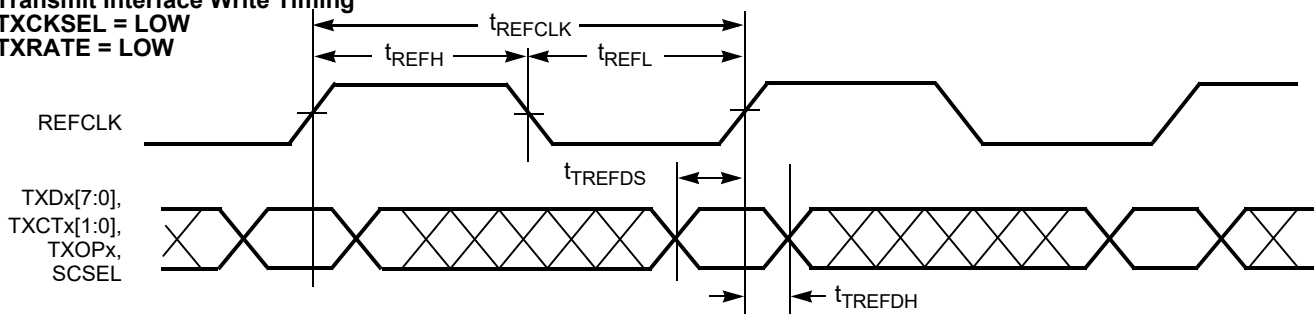 Transmit Interface Write Timing
TXCKSEL = LOW
TXRATE = LOW
tREFCLK
tREFH
tREFL
REFCLK
tTREFDS
TXDx[7:0],
TXCTx[1:0],
TXOPx,
SCSEL
tTREFDH